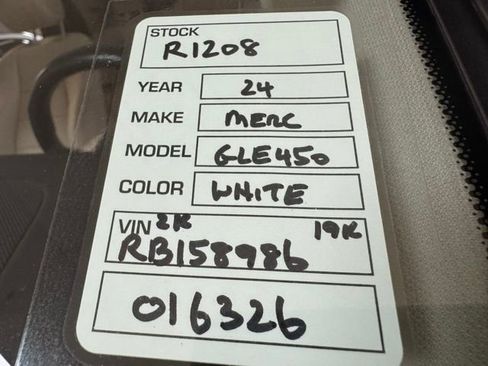 STOCK
R1208
YEAR 24
MAKE MERC
MODEL GLE450
COLOR WHITE
VIN 2K 19K
RB158986
016326